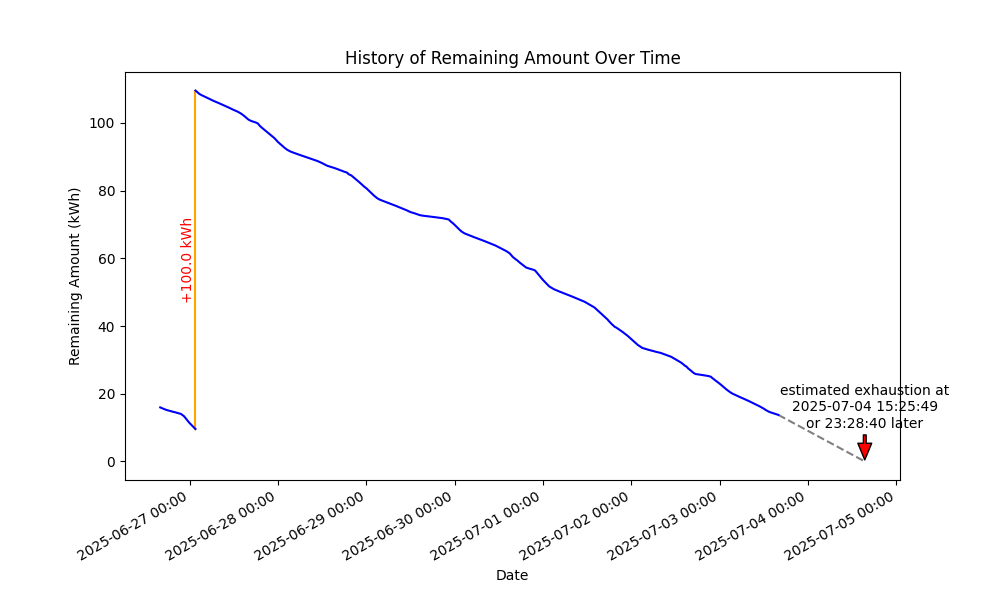 History of Remaining Amount Over Time
Remaining Amount (kWh)
100
80
60
40
20
0
+100.0 kWh
estimated exhaustion at
2025-07-04 15:25:49
or 23:28:40 later
2025-06-27 00:00
2025-06-28 00:00
2025-06-29 00:00
2025-06-30 00:00
2025-07-01 00:00
2025-07-02 00:00
2025-07-03 00:00
2025-07-04 00:00
2025-07-05 00:00
Date